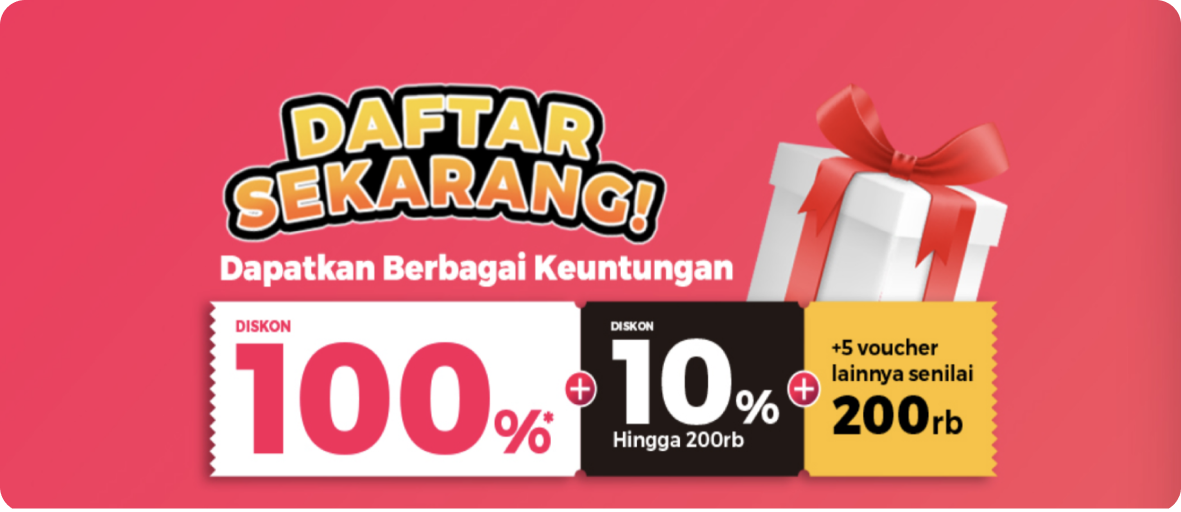 DAFTAR
SEKARANG!
Dapatkan Berbagai Keuntungan
DISKON
100%*
+
DISKON
10%
Hingga 200rb
+
+5 voucher
lainnya senilai
200rb